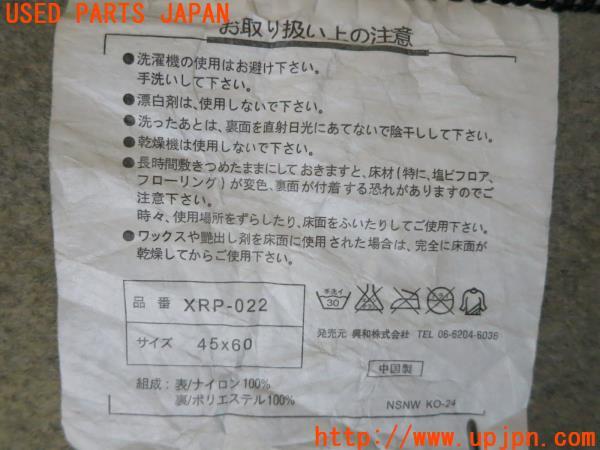 USED PARTS JAPAN
お取り扱い上の注意
●洗濯機の使用はお避け下さい。
手洗いして下さい。
●漂白剤は、使用しないで下さい。
●洗ったあとは、裏面を直射日光にあてないで陰干しして下さい。
●乾燥機は使用しないで下さい。
●長時間敷きつめたままにしておきますと、床材(特に、塩ビフロア、
フローリング)が変色、裏面が付着する恐れがありますのでご
注意下さい。
時々、使用場所をずらしたり、床面をふいたりしてご使用下さい。
●ワックスや艶出し剤を床面に使用された場合は、完全に床面が
乾燥してからご使用下さい。
品番 XRP-022
サイズ 45x60
手洗イ
30
発売元 興和株式会社 TEL 06-6204-6036
中国製
組成:表/ナイロン100%
裏/ポリエステル100%
NSNW KO-24
http://www.upjpn.com